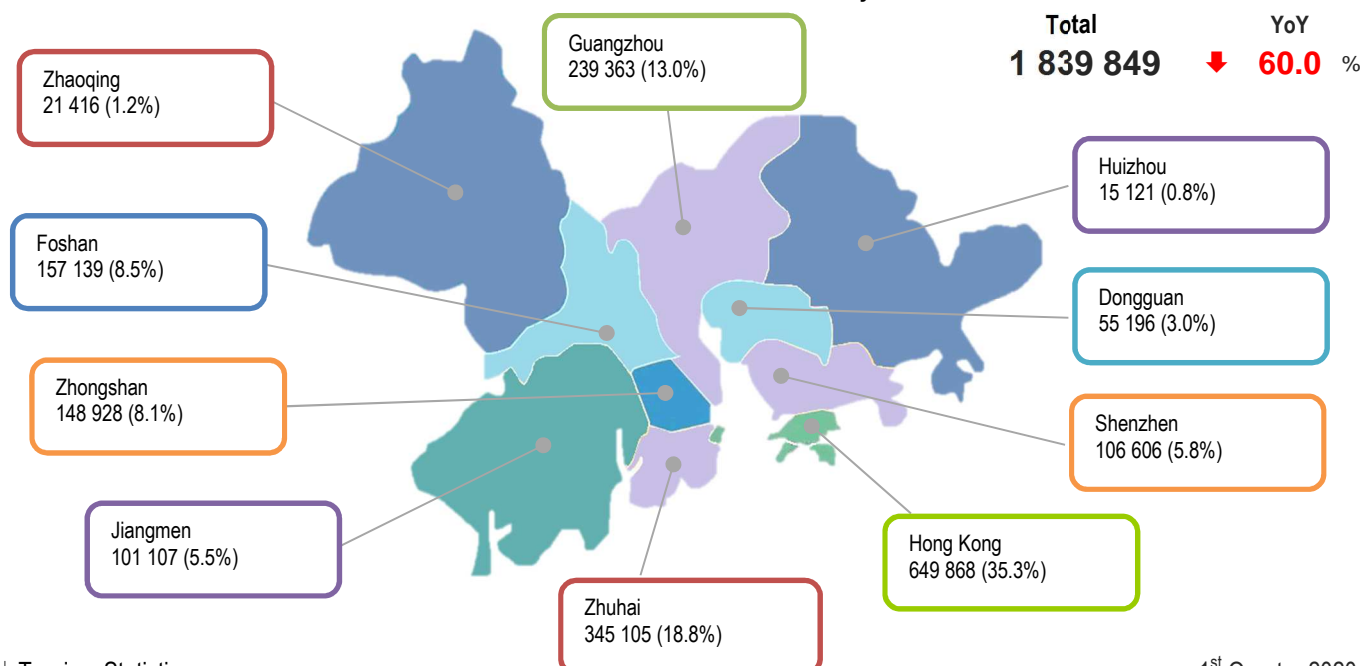 Total YoY
1 839 849 60.0 %
Guangzhou
239 363 (13.0%)
Zhaoqing
21 416 (1.2%)
Huizhou
15 121 (0.8%)
Foshan
157 139 (8.5%)
Dongguan
55 196 (3.0%)
Zhongshan
148 928 (8.1%)
Shenzhen
106 606 (5.8%)
Jiangmen
101 107 (5.5%)
Hong Kong
649 868 (35.3%)
Zhuhai
345 105 (18.8%)